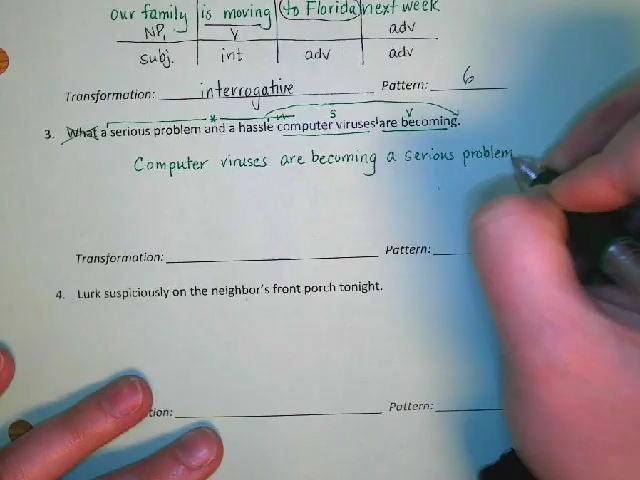 our family is moving (to Florida) next week
NP₁ V adv
subj. int adv adv
Transformation: interrogative Pattern: 6
S V
3. What a serious problem and a hassle computer viruses are becoming.
Computer viruses are becoming a serious problem
Transformation: Pattern:
4. Lurk suspiciously on the neighbor's front porch tonight.
tion: Pattern: